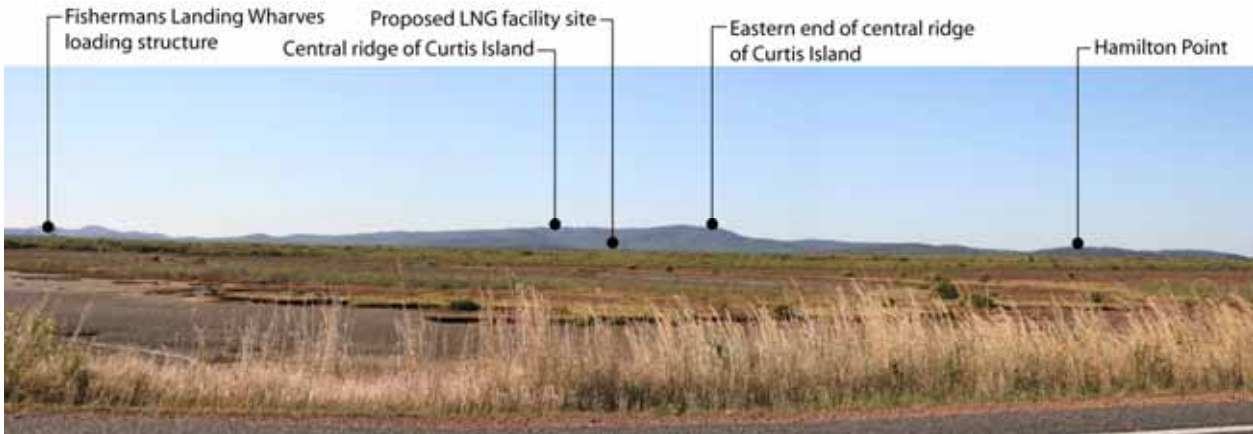 Fishermans Landing Wharves
loading structure
Proposed LNG facility site
Central ridge of Curtis Island
Eastern end of central ridge
of Curtis Island
Hamilton Point